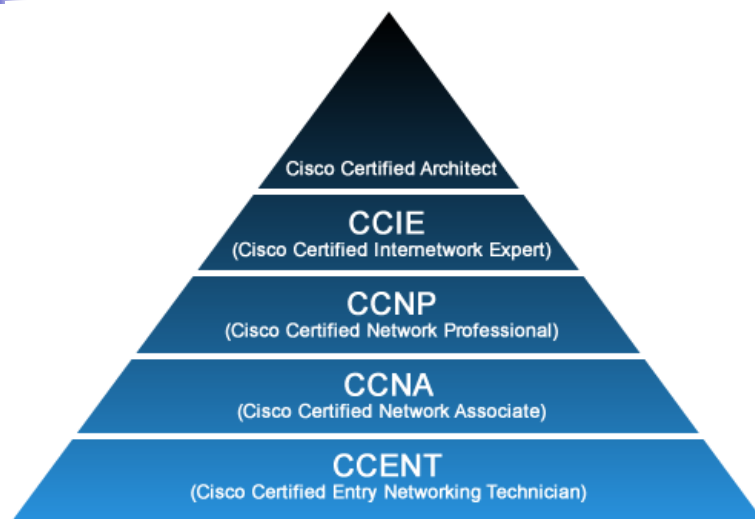 Cisco Certified Architect
CCIE
(Cisco Certified Internetwork Expert)
CCNP
(Cisco Certified Network Professional)
CCNA
(Cisco Certified Network Associate)
CCENT
(Cisco Certified Entry Networking Technician)